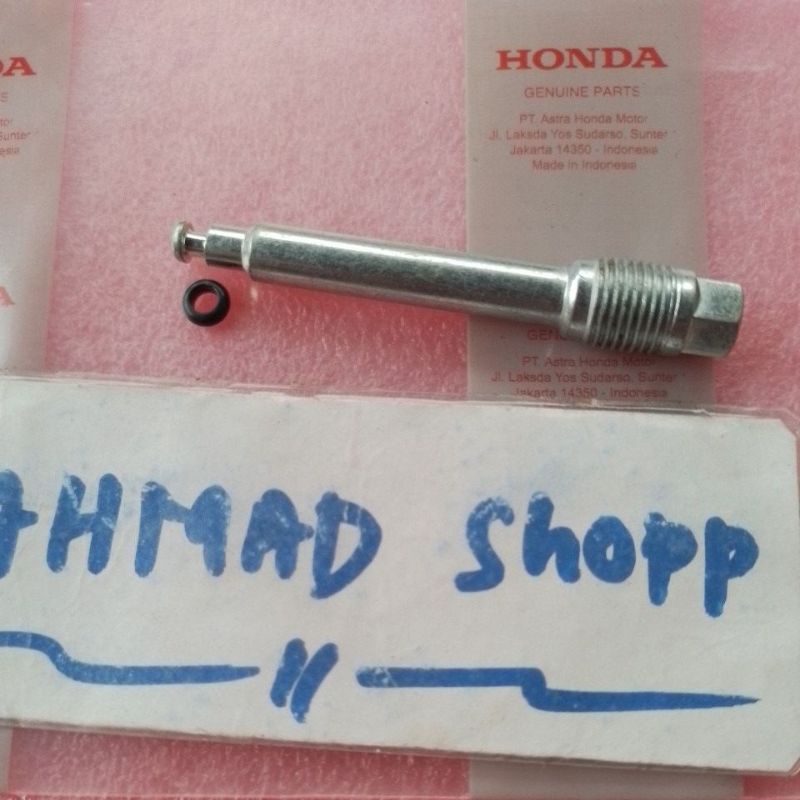 HONDA
GENUINE PARTS
PT. Astra Honda Motor
Jl. Laksda Yos Sudarso, Sunter
Jakarta 14350 - Indonesia
Made in Indonesia
PT. Astra Honda Motor
Jl. Laksda Yos Sudarso, Sunter
Jakarta 14350 - Indonesia
AHMAD Shopp